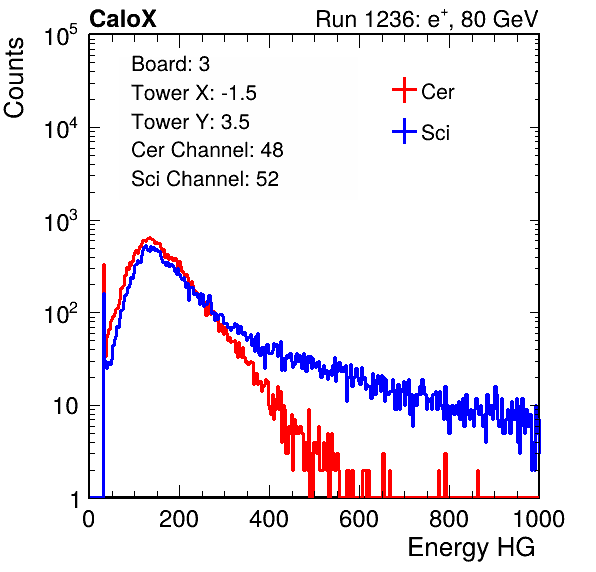 CaloX Run 1236: e⁺, 80 GeV
Counts
Board: 3
Tower X: -1.5
Tower Y: 3.5
Cer Channel: 48
Sci Channel: 52
Cer
Sci
10⁵
10⁴
10³
10²
10
1
0 200 400 600 800 1000
Energy HG